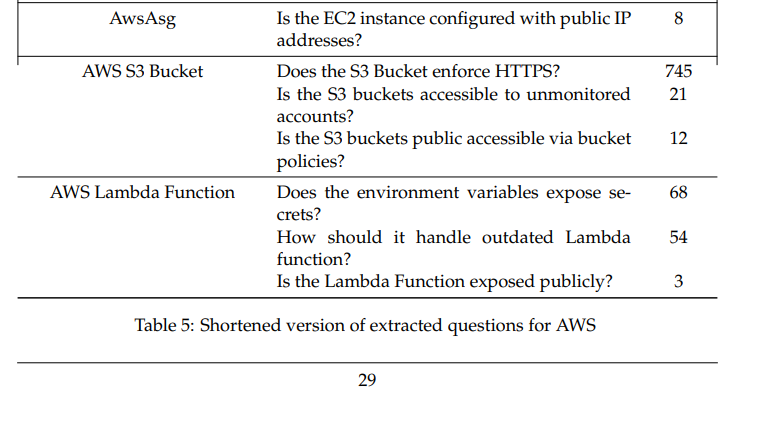 AwsAsg Is the EC2 instance configured with public IP 8
addresses?
AWS S3 Bucket Does the S3 Bucket enforce HTTPS? 745
Is the S3 buckets accessible to unmonitored 21
accounts?
Is the S3 buckets public accessible via bucket 12
policies?
AWS Lambda Function Does the environment variables expose se- 68
crets?
How should it handle outdated Lambda 54
function?
Is the Lambda Function exposed publicly? 3
Table 5: Shortened version of extracted questions for AWS
29